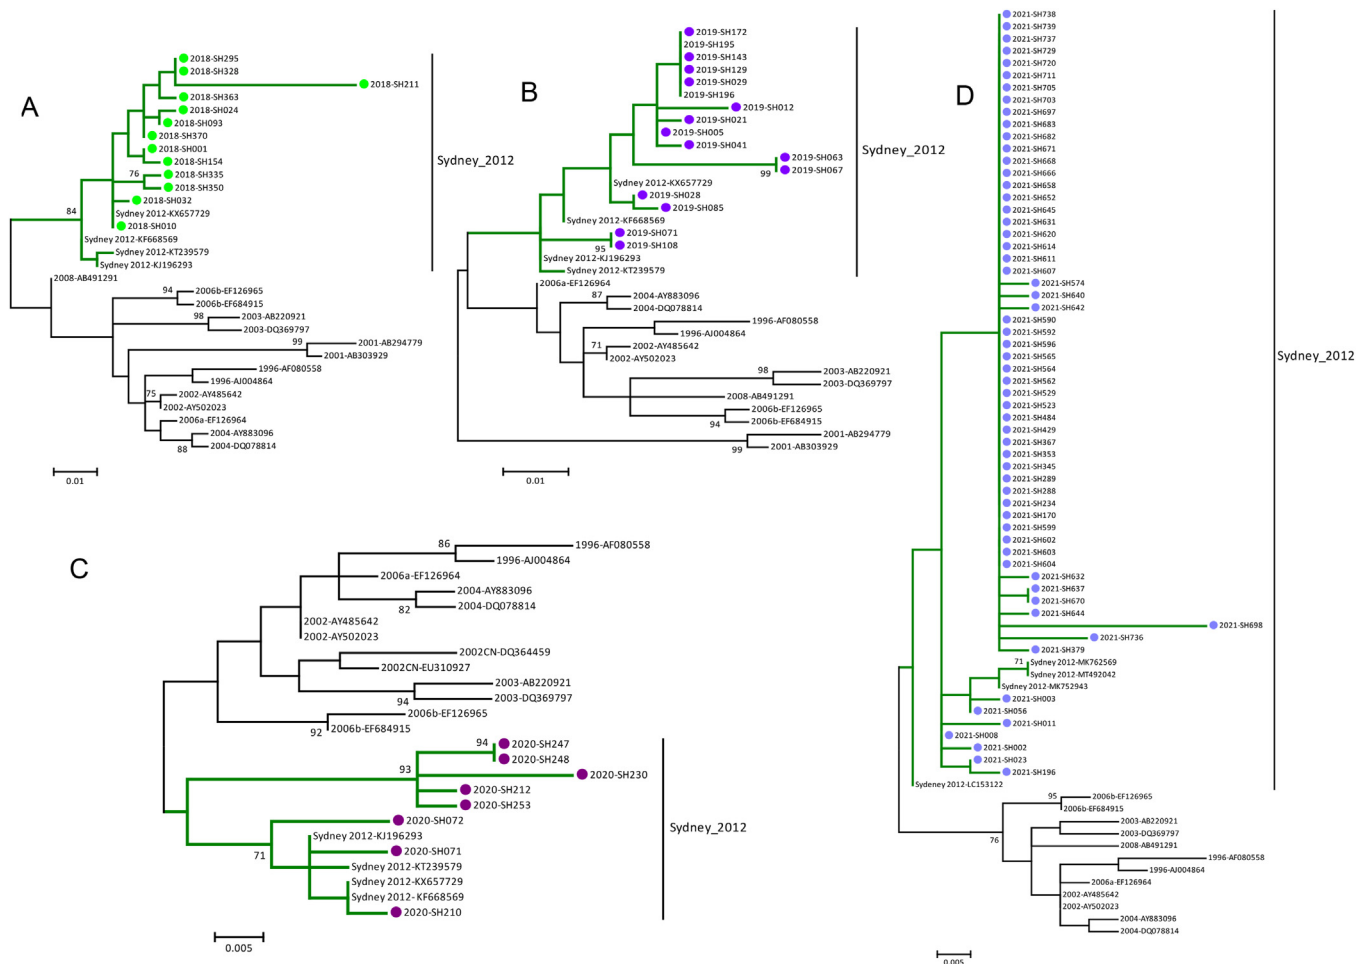 A
2018-SH295
2018-SH328
2018-SH211
2018-SH363
2018-SH024
2018-SH093
2018-SH370
2018-SH001
2018-SH154
76
2018-SH335
2018-SH350
2018-SH032
84
Sydney 2012-KX657729
2018-SH010
Sydney 2012-KF668569
Sydney 2012-KT239579
Sydney 2012-KJ196293
Sydney_2012
2008-AB491291
94
2006b-EF126965
2006b-EF684915
98
2003-AB220921
2003-DQ369797
99
2001-AB294779
2001-AB303929
1996-AF080558
1996-AJ004864
75
2002-AY485642
2002-AY502023
2006a-EF126964
2004-AY883096
88
2004-DQ078814
0.01
B
2019-SH172
2019-SH195
2019-SH143
2019-SH129
2019-SH029
2019-SH196
2019-SH012
2019-SH021
2019-SH005
2019-SH041
2019-SH063
99
2019-SH067
Sydney 2012-KX657729
2019-SH028
2019-SH085
Sydney 2012-KF668569
2019-SH071
95
2019-SH108
Sydney 2012-KJ196293
Sydney 2012-KT239579
Sydney_2012
2006a-EF126964
87
2004-AY883096
2004-DQ078814
1996-AF080558
1996-AJ004864
71
2002-AY485642
2002-AY502023
98
2003-AB220921
2003-DQ369797
2008-AB491291
2006b-EF126965
94
2006b-EF684915
2001-AB294779
99
2001-AB303929
0.01
C
86
1996-AF080558
1996-AJ004864
2006a-EF126964
2004-AY883096
82
2004-DQ078814
2002-AY485642
2002-AY502023
2002CN-DQ364459
2002CN-EU310927
2003-AB220921
94
2003-DQ369797
2006b-EF126965
92
2006b-EF684915
94
2020-SH247
2020-SH248
93
2020-SH230
2020-SH212
2020-SH253
2020-SH072
Sydney 2012-KJ196293
71
2020-SH071
Sydney 2012-KT239579
Sydney 2012-KX657729
Sydney 2012- KF668569
2020-SH210
Sydney_2012
0.005
D
2021-SH738
2021-SH739
2021-SH737
2021-SH729
2021-SH720
2021-SH711
2021-SH705
2021-SH703
2021-SH697
2021-SH683
2021-SH682
2021-SH671
2021-SH668
2021-SH666
2021-SH658
2021-SH652
2021-SH645
2021-SH631
2021-SH620
2021-SH614
2021-SH611
2021-SH607
2021-SH574
2021-SH640
2021-SH642
2021-SH590
2021-SH592
2021-SH596
2021-SH565
2021-SH564
2021-SH562
2021-SH529
2021-SH523
2021-SH484
2021-SH429
2021-SH367
2021-SH353
2021-SH345
2021-SH289
2021-SH288
2021-SH234
2021-SH170
2021-SH599
2021-SH602
2021-SH603
2021-SH604
2021-SH632
2021-SH637
2021-SH670
2021-SH644
2021-SH698
2021-SH736
2021-SH379
71
Sydney 2012-MK762569
Sydney 2012-MT492042
Sydney 2012-MK752943
2021-SH003
2021-SH056
2021-SH011
2021-SH008
2021-SH002
2021-SH023
2021-SH196
Sydeney 2012-LC153122
Sydney_2012
95
2006b-EF126965
2006b-EF684915
2003-AB220921
76
2003-DQ369797
2008-AB491291
1996-AF080558
1996-AJ004864
2006a-EF126964
2002-AY485642
2002-AY502023
2004-AY883096
2004-DQ078814
0.005